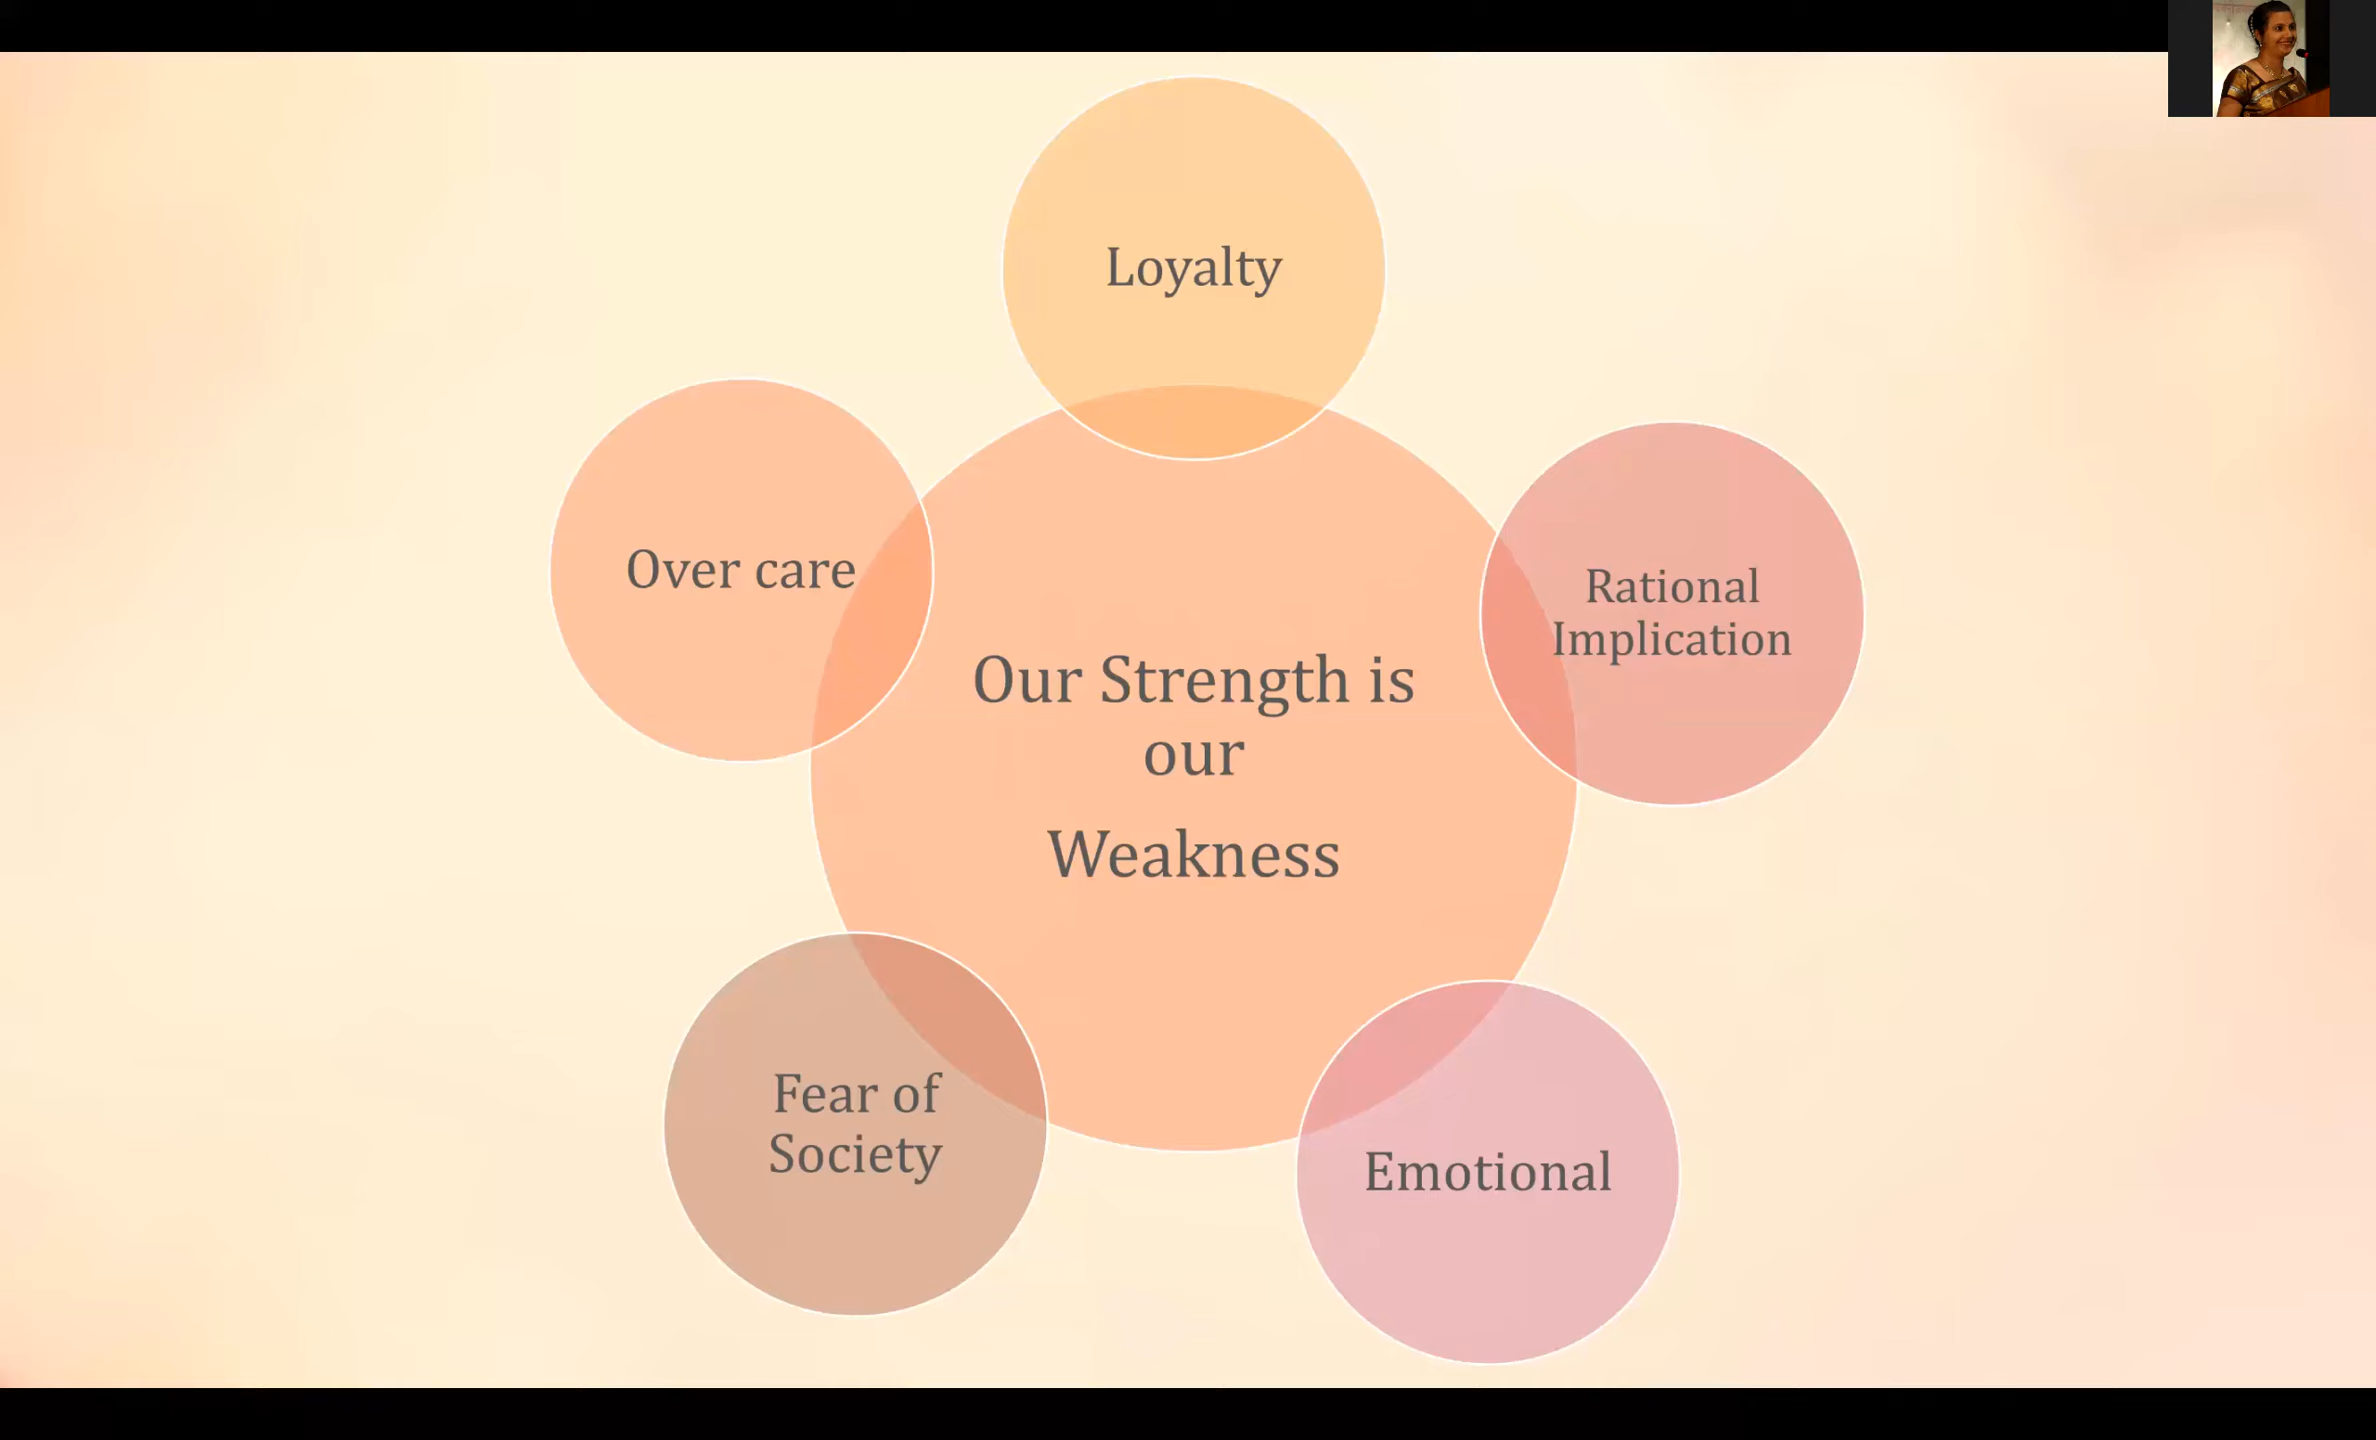 Loyalty
Over care
Rational
Implication
Our Strength is
our
Weakness
Fear of
Society
Emotional